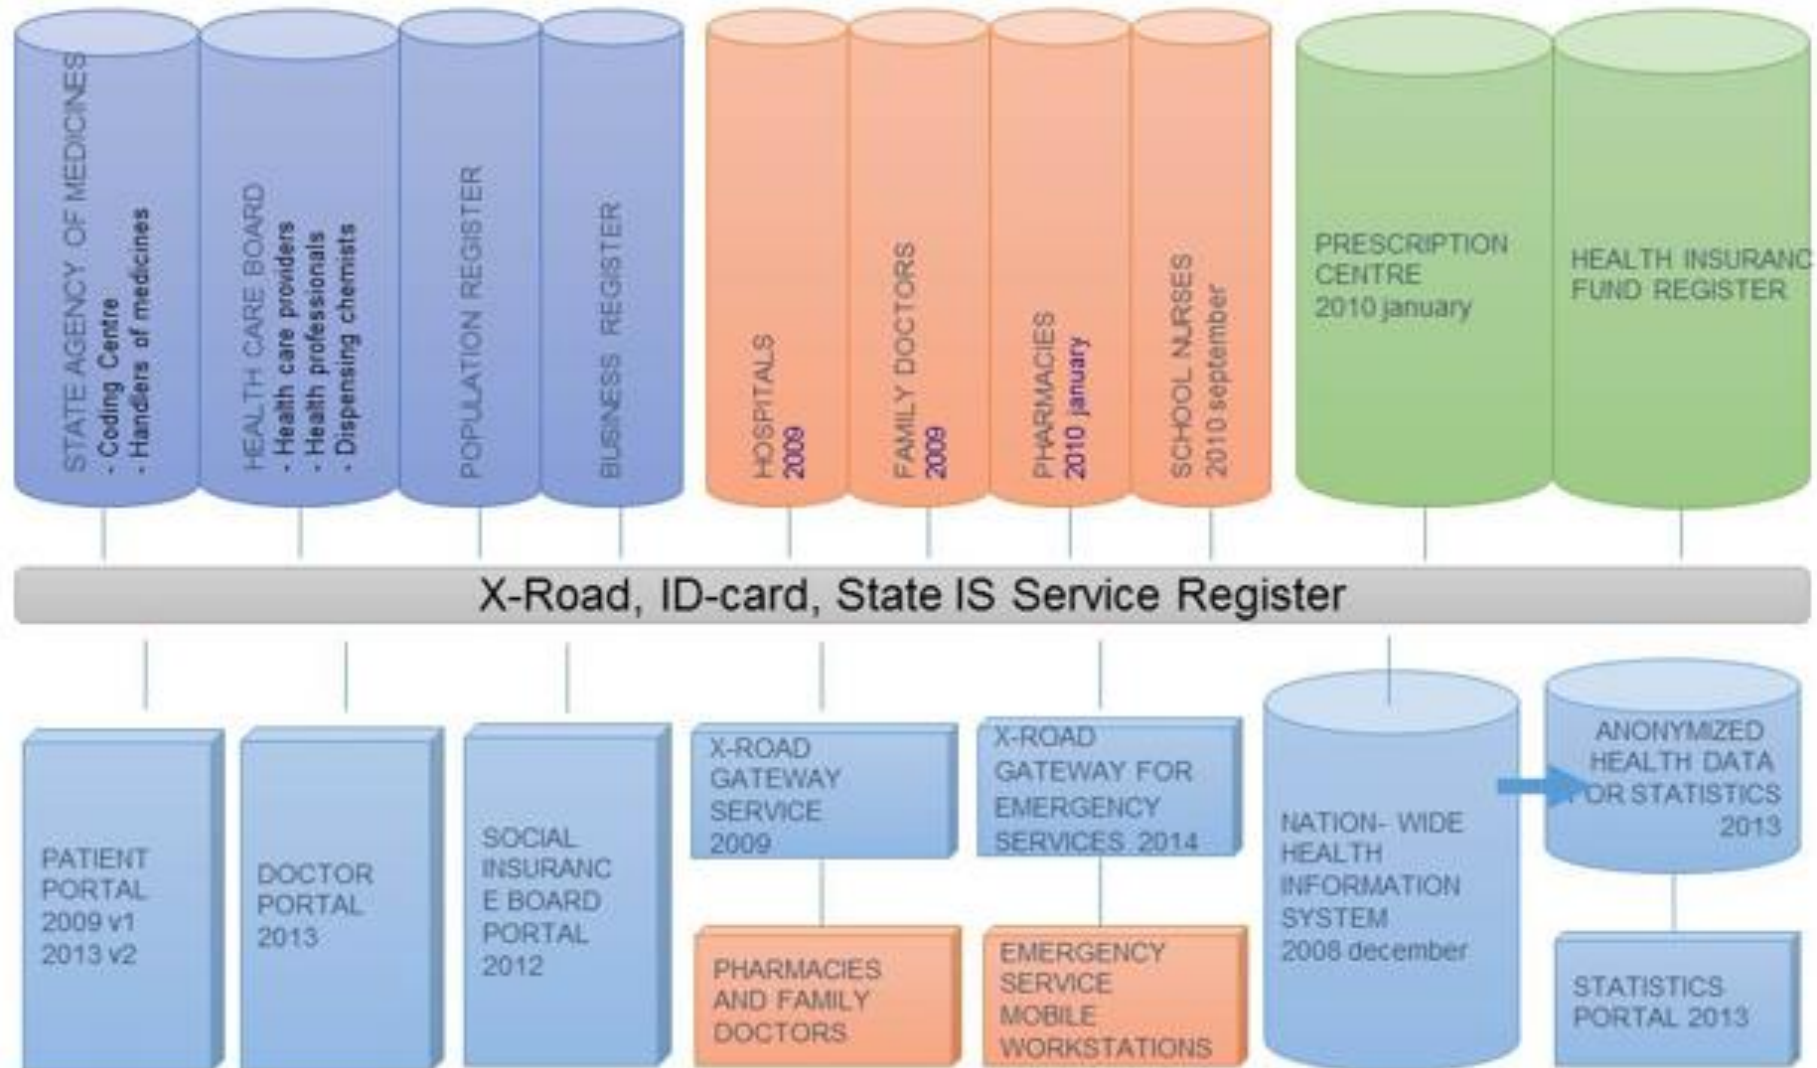 STATE AGENCY OF MEDICINES
- Coding Centre
- Handlers of medicines
HEALTH CARE BOARD
- Health care providers
- Health professionals
- Dispensing chemists
POPULATION REGISTER
BUSINESS REGISTER
HOSPITALS
2009
FAMILY DOCTORS
2009
PHARMACIES
2010 january
SCHOOL NURSES
2010 september
PRESCRIPTION
CENTRE
2010 january
HEALTH INSURANC
FUND REGISTER
X-Road, ID-card, State IS Service Register
PATIENT
PORTAL
2009 v1
2013 v2
DOCTOR
PORTAL
2013
SOCIAL
INSURANC
E BOARD
PORTAL
2012
X-ROAD
GATEWAY
SERVICE
2009
PHARMACIES
AND FAMILY
DOCTORS
X-ROAD
GATEWAY FOR
EMERGENCY
SERVICES 2014
EMERGENCY
SERVICE
MOBILE
WORKSTATIONS
NATION- WIDE
HEALTH
INFORMATION
SYSTEM
2008 december
ANONYMIZED
HEALTH DATA
FOR STATISTICS
2013
STATISTICS
PORTAL 2013